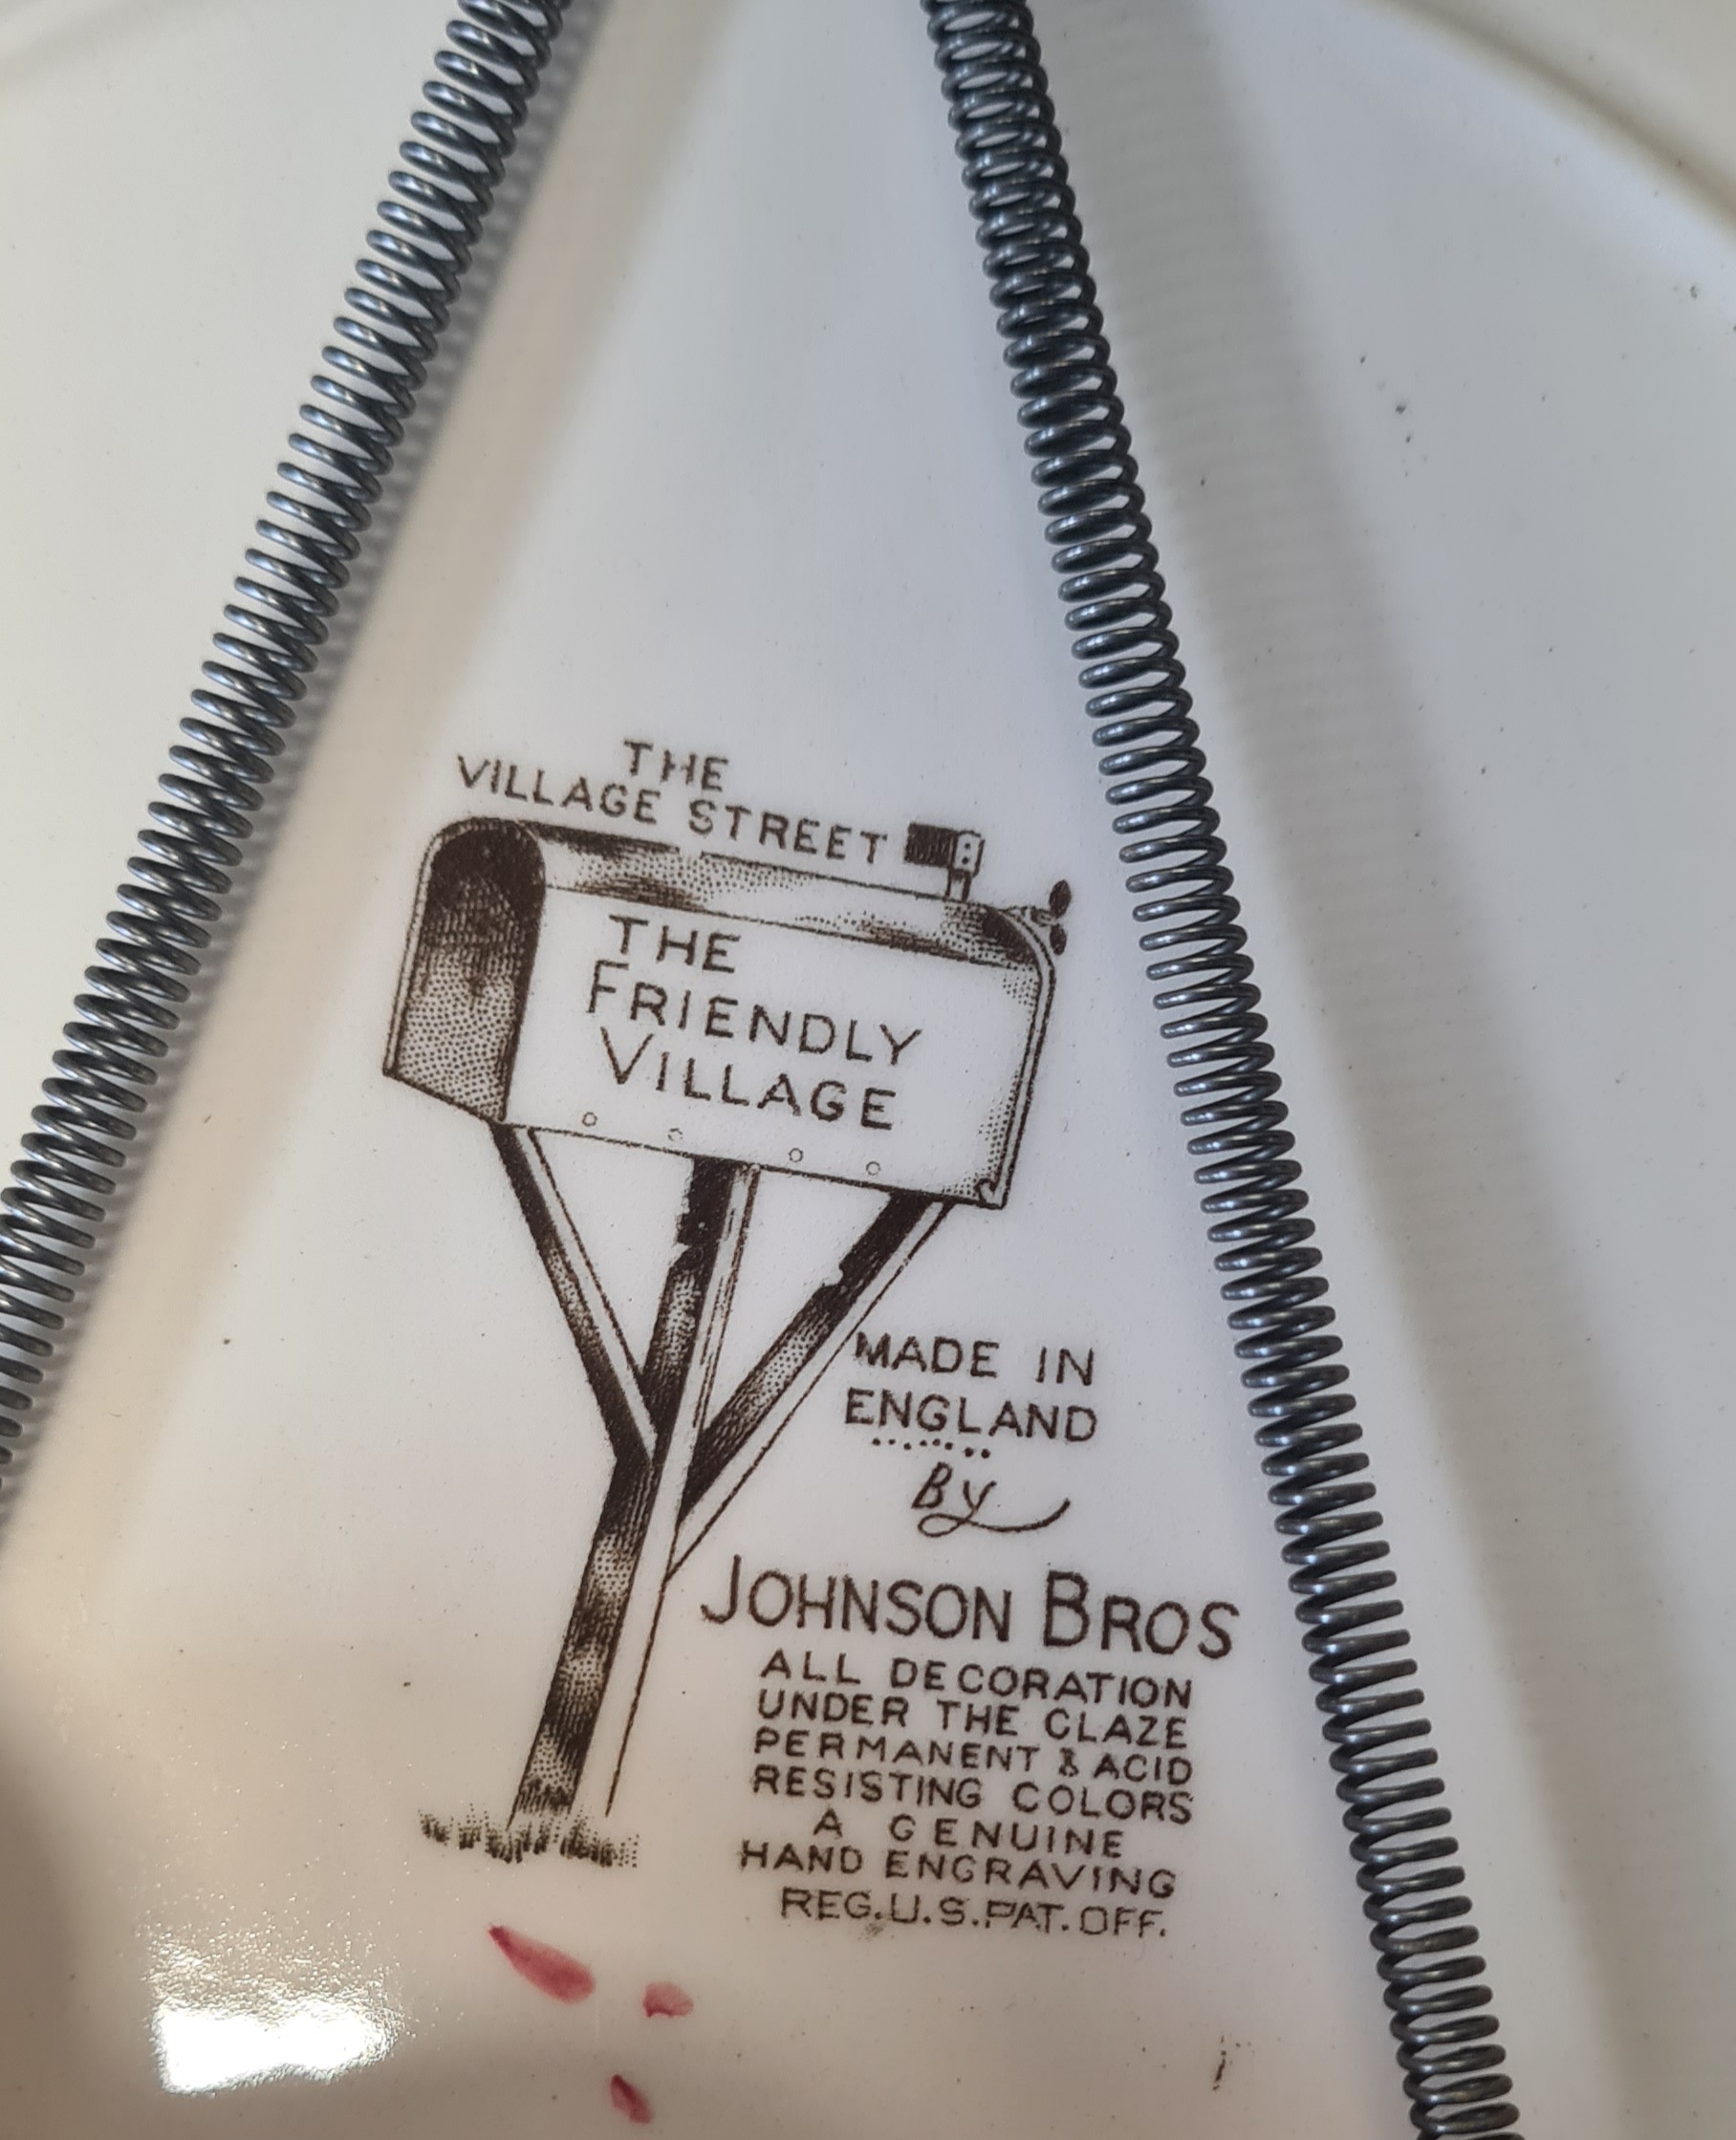 THE
VILLAGE STREET
THE
FRIENDLY
VILLAGE
MADE IN
ENGLAND
By
JOHNSON BROS
ALL DECORATION
UNDER THE GLAZE
PERMANENT & ACID
RESISTING COLORS
A GENUINE
HAND ENGRAVING
REG. U.S. PAT. OFF.